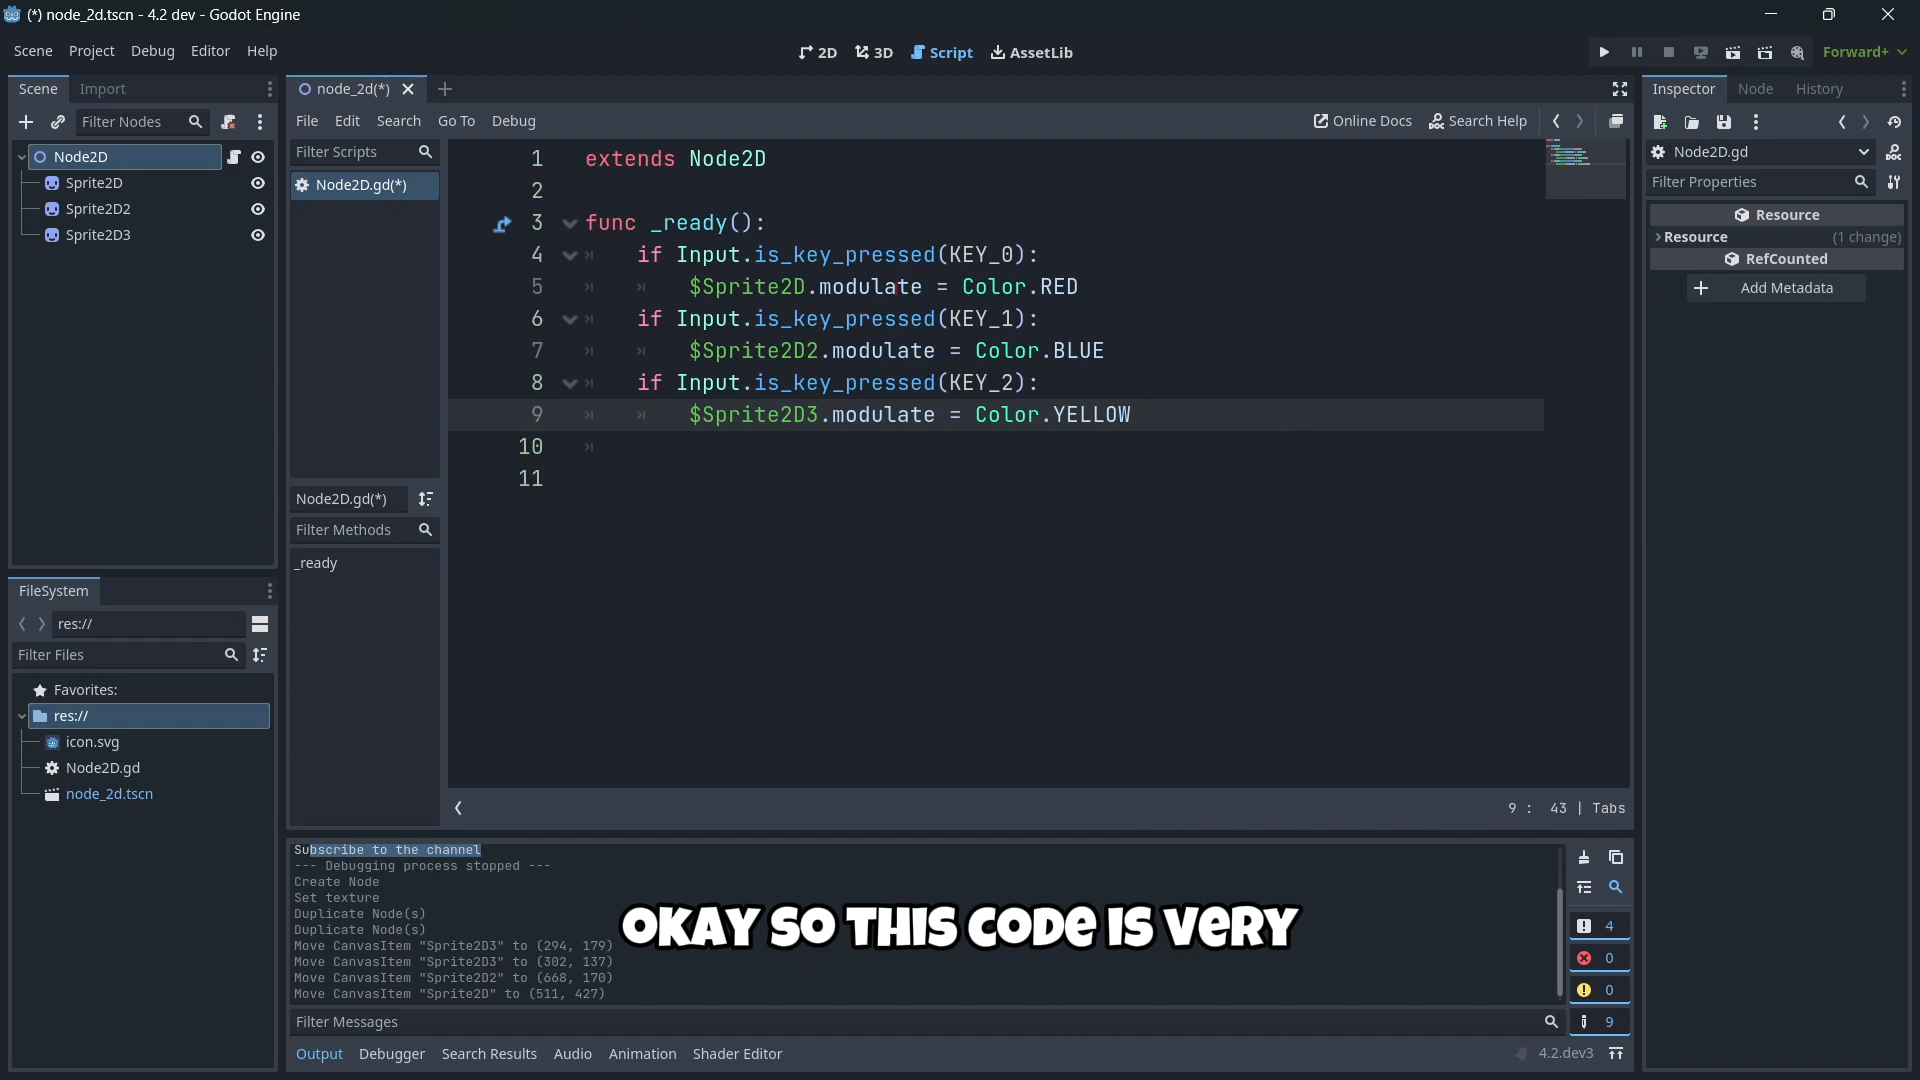 (*) node_2d.tscn - 4.2 dev - Godot Engine
Scene Project Debug Editor Help
2D 3D Script AssetLib
Forward+
Scene Import
Filter Nodes
Node2D
Sprite2D
Sprite2D2
Sprite2D3
FileSystem
res://
Filter Files
Favorites:
res://
icon.svg
Node2D.gd
node_2d.tscn
node_2d(*)
File Edit Search Go To Debug
Online Docs Search Help
Filter Scripts
Node2D.gd(*)
Node2D.gd(*)
Filter Methods
_ready
1 extends Node2D
2
3 func _ready():
4 if Input.is_key_pressed(KEY_0):
5 $Sprite2D.modulate = Color.RED
6 if Input.is_key_pressed(KEY_1):
7 $Sprite2D2.modulate = Color.BLUE
8 if Input.is_key_pressed(KEY_2):
9 $Sprite2D3.modulate = Color.YELLOW
10
11
9 : 43 | Tabs
Subscribe to the channel
--- Debugging process stopped ---
Create Node
Set texture
Duplicate Node(s)
Duplicate Node(s)
Move CanvasItem "Sprite2D3" to (294, 179)
Move CanvasItem "Sprite2D3" to (302, 137)
Move CanvasItem "Sprite2D2" to (668, 170)
Move CanvasItem "Sprite2D" to (511, 427)
OKAY SO THIS CODE IS VERY
4
0
0
9
Filter Messages
Output Debugger Search Results Audio Animation Shader Editor
4.2.dev3
Inspector Node History
Node2D.gd
Filter Properties
Resource
Resource (1 change)
RefCounted
Add Metadata